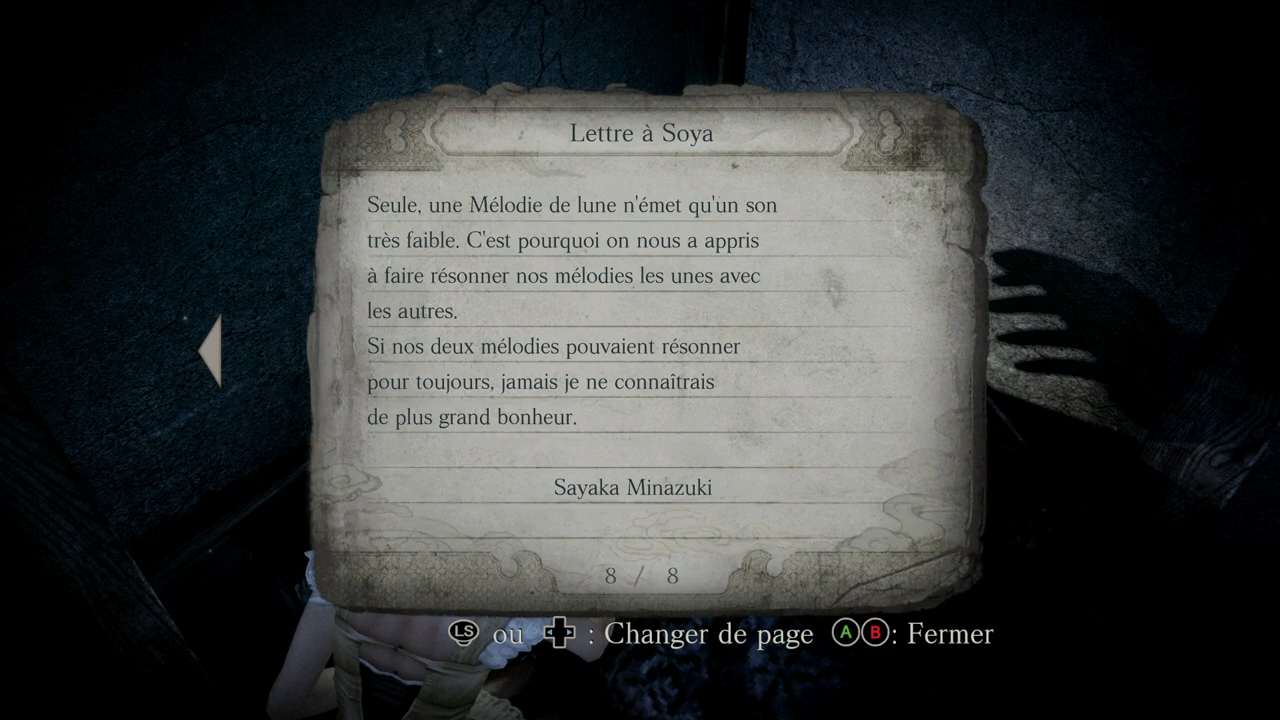 Lettre à Soya
Seule, une Mélodie de lune n'émet qu'un son
très faible. C'est pourquoi on nous a appris
à faire résonner nos mélodies les unes avec
les autres.
Si nos deux mélodies pouvaient résonner
pour toujours, jamais je ne connaîtrais
de plus grand bonheur.
Sayaka Minazuki
8 / 8
LS ou : Changer de page A B : Fermer